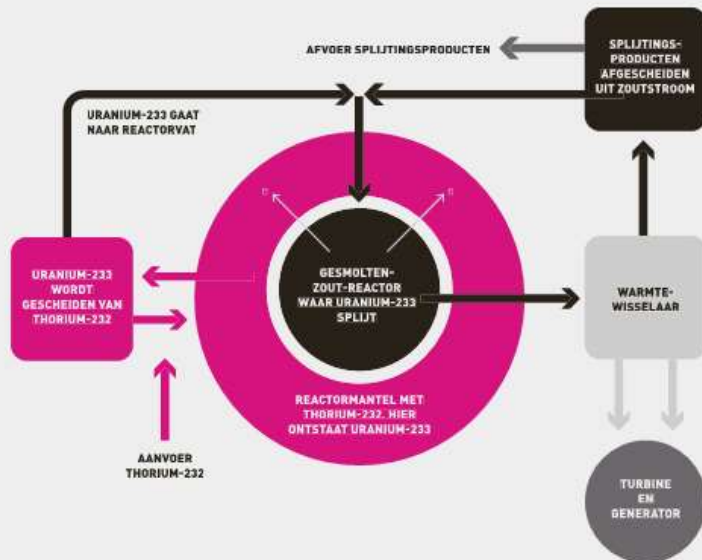 AFVOER SPLIJTINGSPRODUCTEN
SPLIJTINGS-
PRODUCTEN
AFGESCHEIDEN
UIT ZOUTSTROOM
URANIUM-233 GAAT
NAAR REACTORVAT
n
n
URANIUM-233
WORDT
GESCHEIDEN VAN
THORIUM-232
GESMOLTEN-
ZOUT-REACTOR
WAAR URANIUM-233
SPLIJT
WARMTE-
WISSELAAR
REACTORMANTEL MET
THORIUM-232. HIER
ONTSTAAT URANIUM-233
AANVOER
THORIUM-232
TURBINE
EN
GENERATOR